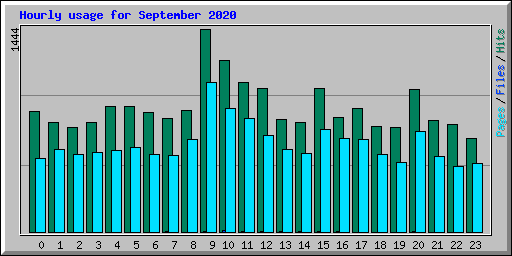 Hourly usage for September 2020
1444
Pages/Files/Hits
0 1 2 3 4 5 6 7 8 9 10 11 12 13 14 15 16 17 18 19 20 21 22 23